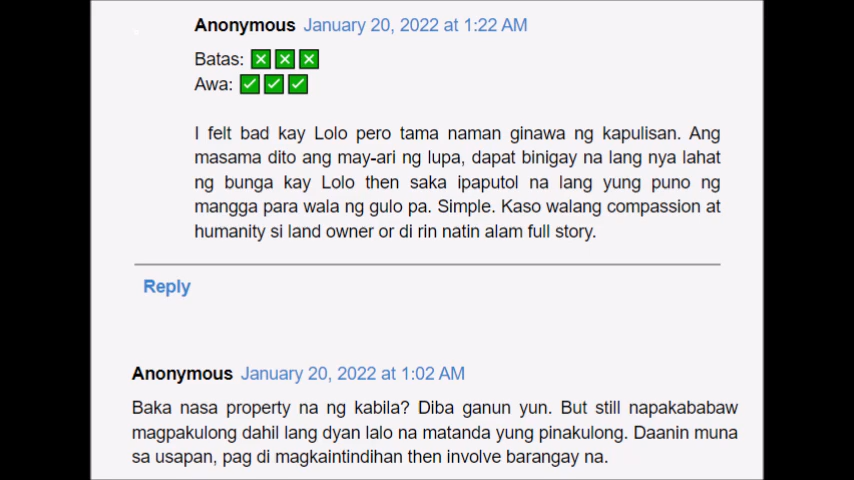 Anonymous January 20, 2022 at 1:22 AM
Batas: ❎❎❎
Awa: ✅✅✅
I felt bad kay Lolo pero tama naman ginawa ng kapulisan. Ang
masama dito ang may-ari ng lupa, dapat binigay na lang nya lahat
ng bunga kay Lolo then saka ipaputol na lang yung puno ng
mangga para wala ng gulo pa. Simple. Kaso walang compassion at
humanity si land owner or di rin natin alam full story.
Reply
Anonymous January 20, 2022 at 1:02 AM
Baka nasa property na ng kabila? Diba ganun yun. But still napakababaw
magpakulong dahil lang dyan lalo na matanda yung pinakulong. Daanin muna
sa usapan, pag di magkaintindihan then involve barangay na.